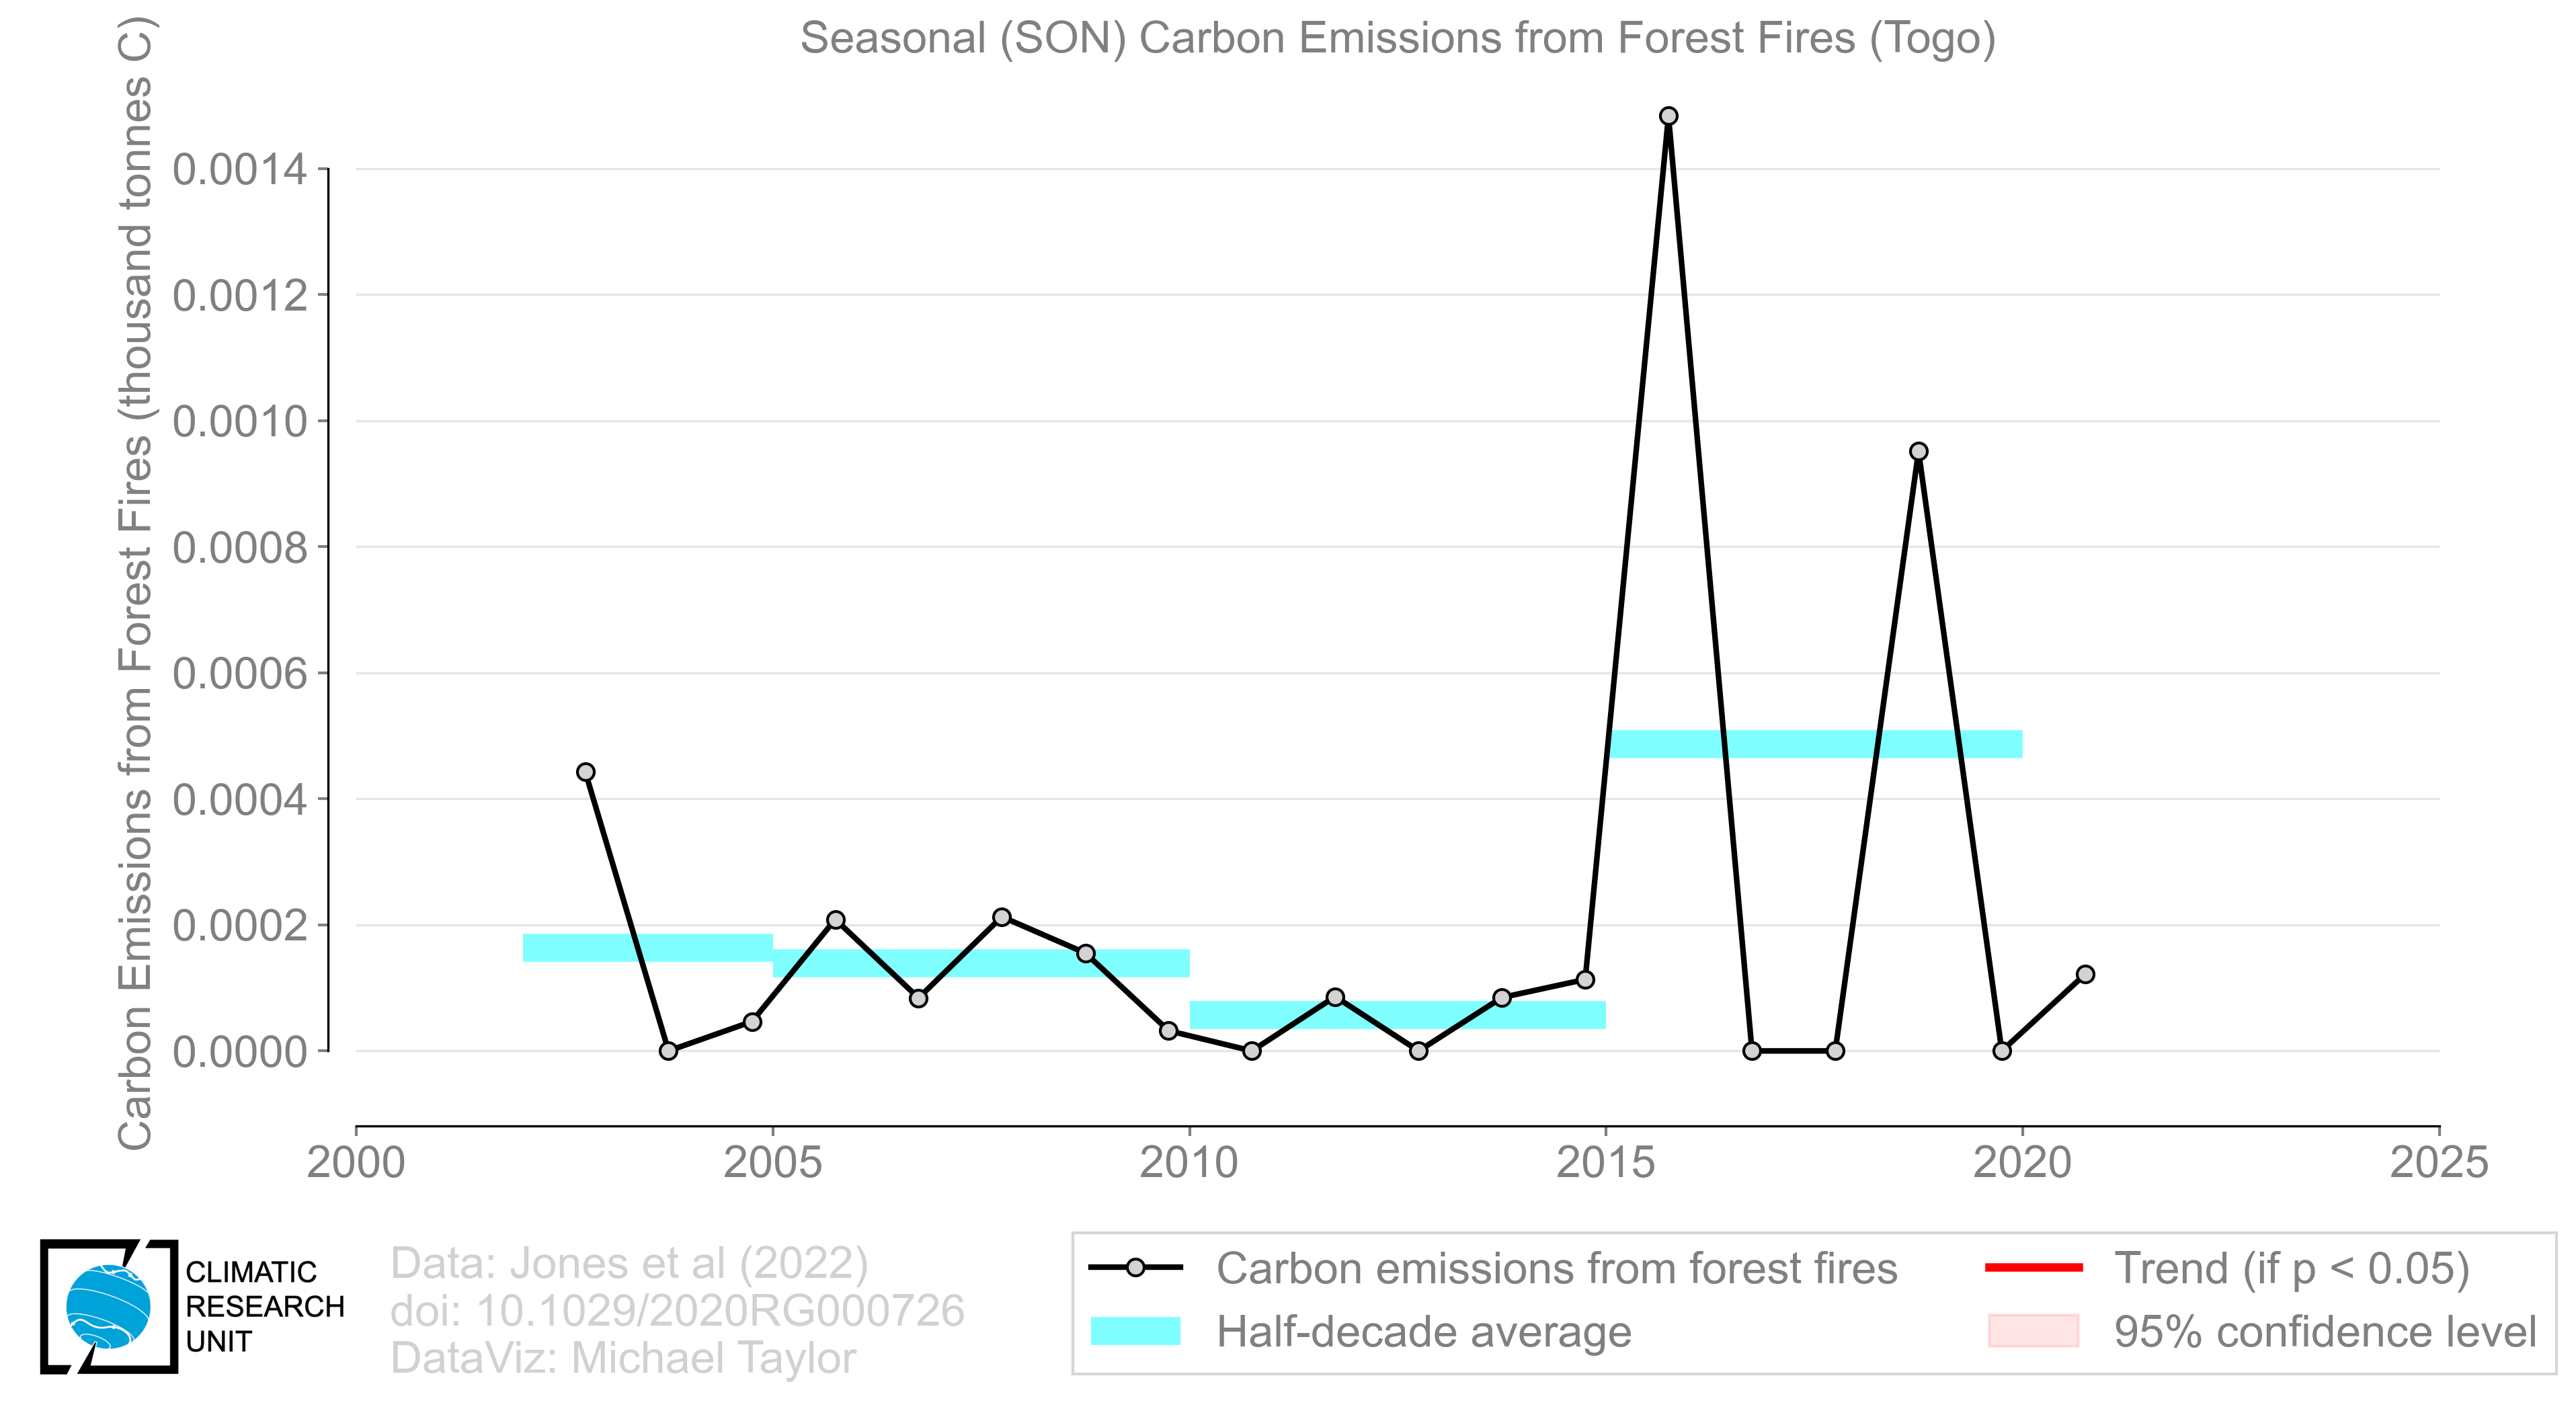 Seasonal (SON) Carbon Emissions from Forest Fires (Togo)
Carbon Emissions from Forest Fires (thousand tonnes C)
0.0014
0.0012
0.0010
0.0008
0.0006
0.0004
0.0002
0.0000
2000 2005 2010 2015 2020 2025
CLIMATIC
RESEARCH
UNIT
Data: Jones et al (2022)
doi: 10.1029/2020RG000726
DataViz: Michael Taylor
Carbon emissions from forest fires
Half-decade average
Trend (if p < 0.05)
95% confidence level